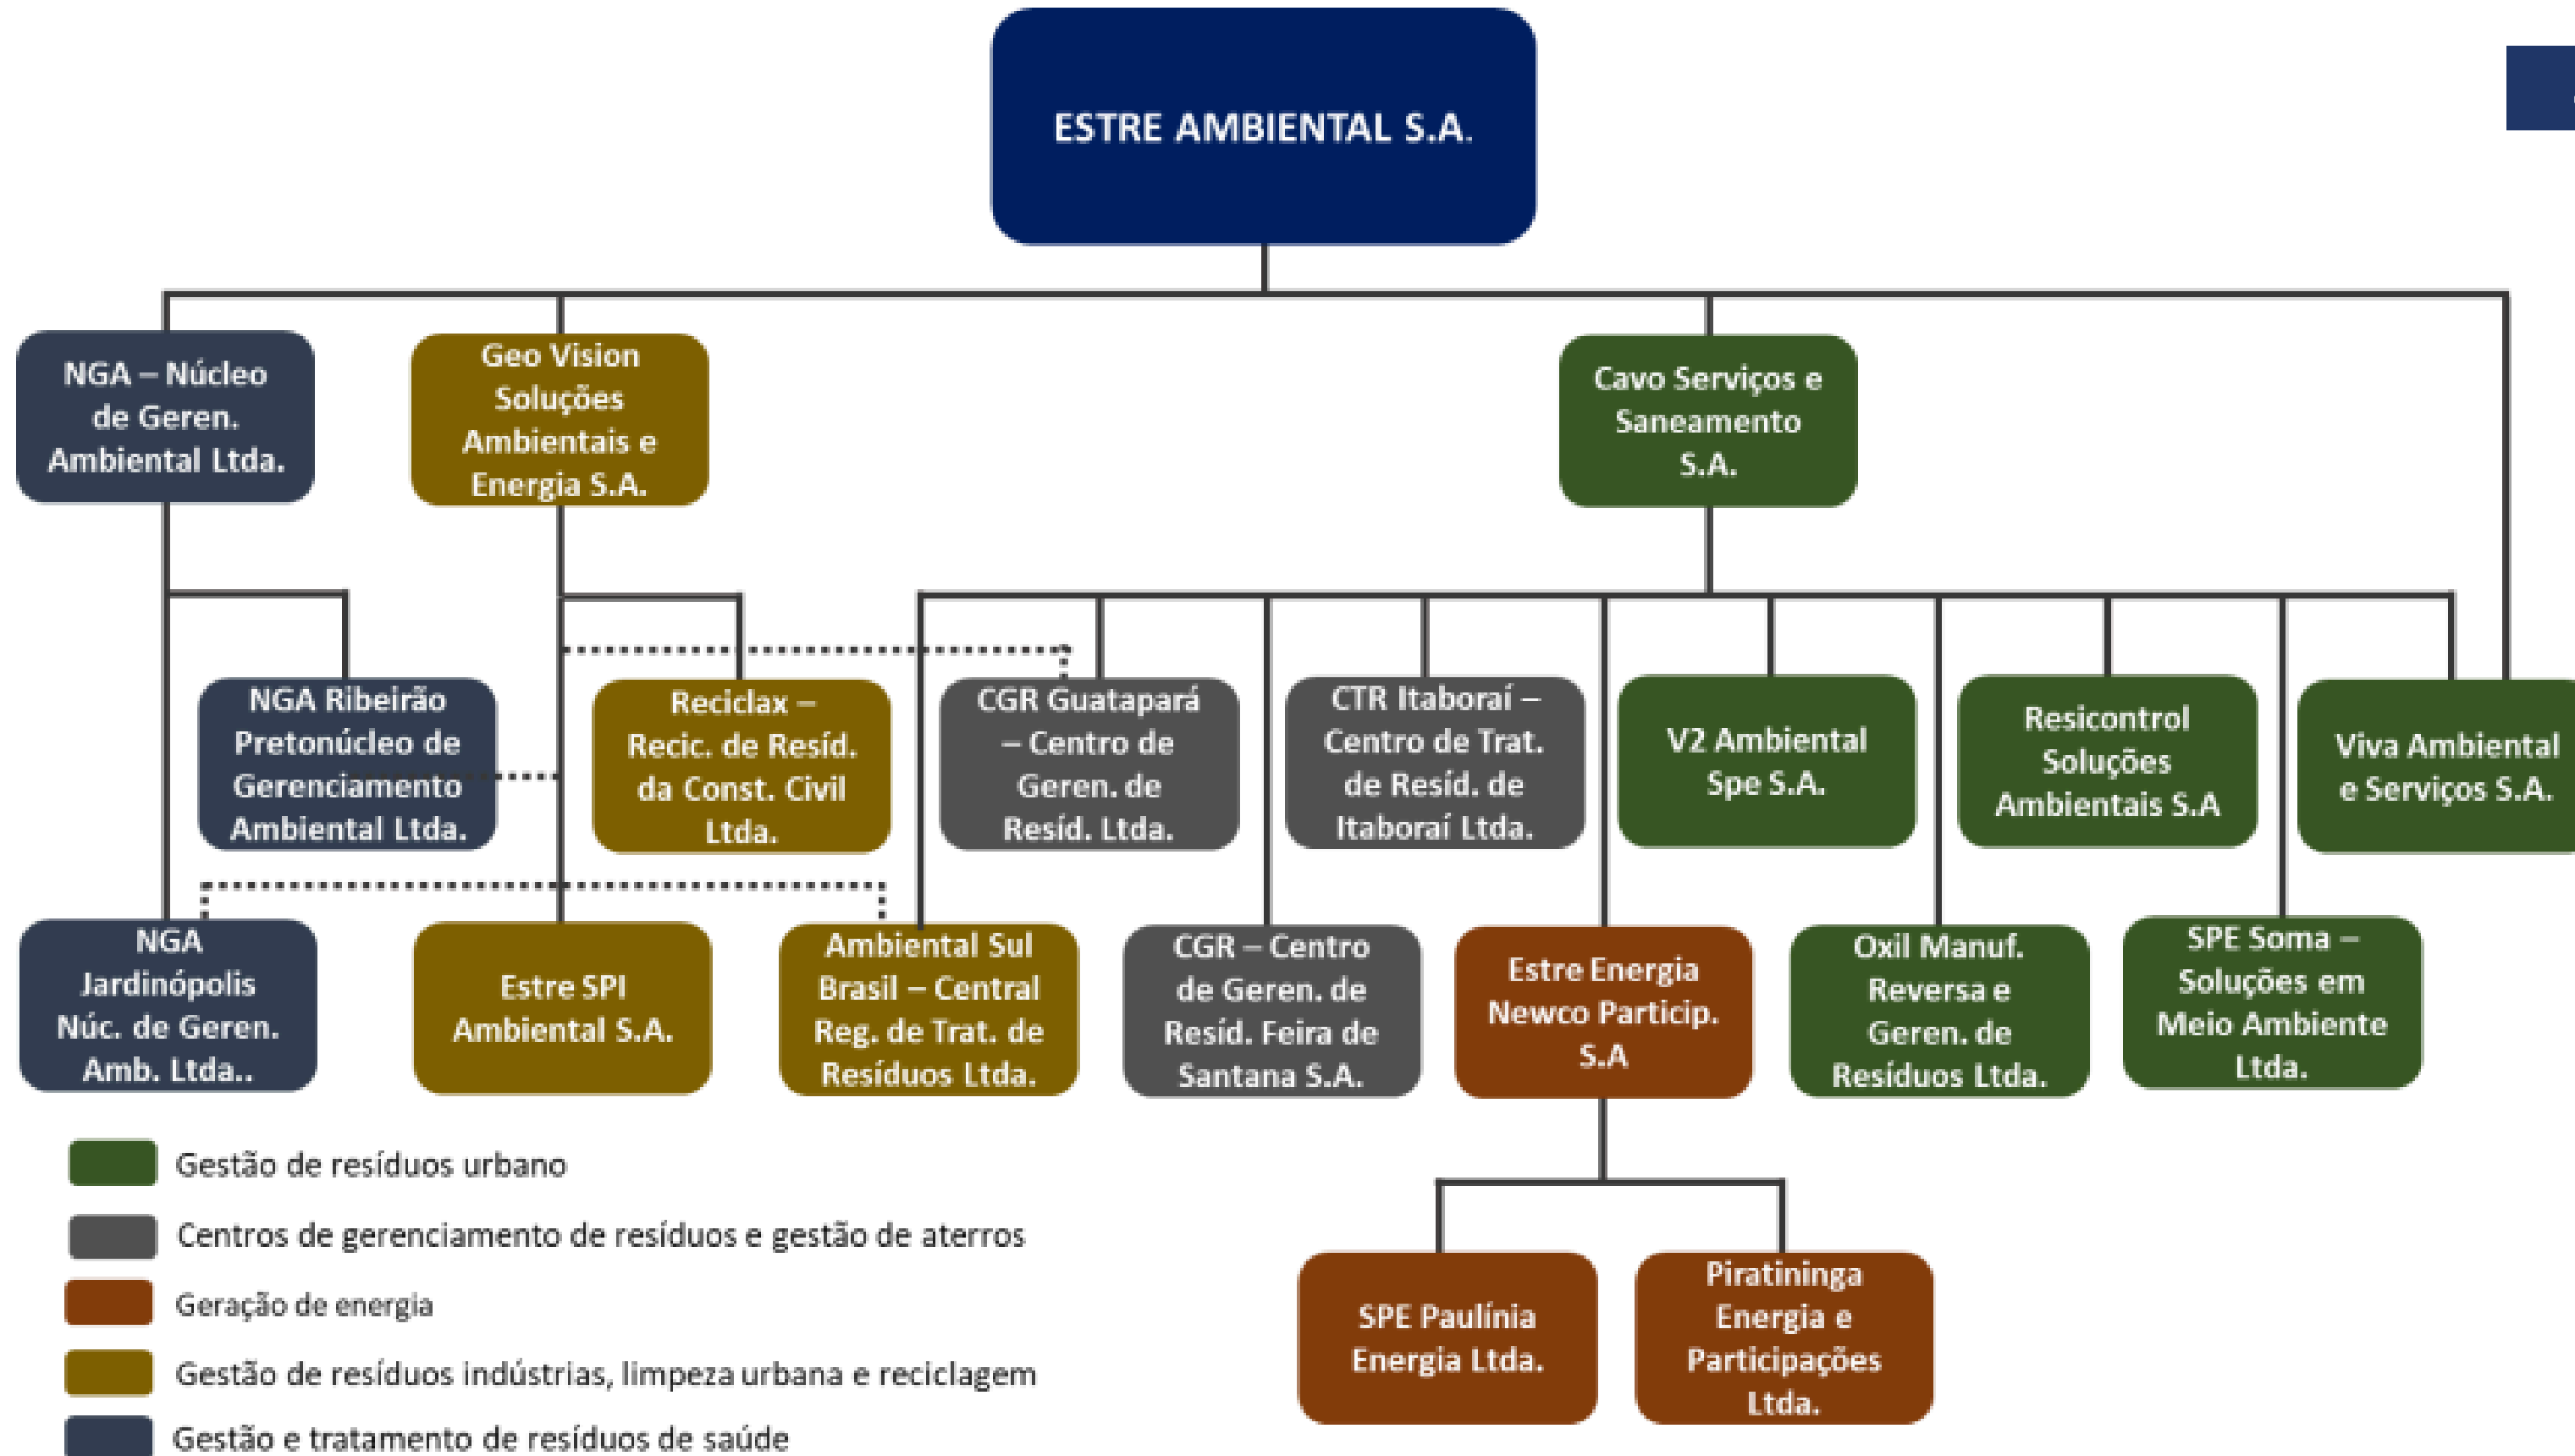 ESTRE AMBIENTAL S.A.
NGA – Núcleo
de Geren.
Ambiental Ltda.
Geo Vision
Soluções
Ambientais e
Energia S.A.
Cavo Serviços e
Saneamento
S.A.
NGA Ribeirão
Pretonúcleo de
Gerenciamento
Ambiental Ltda.
Reciclax –
Recic. de Resíd.
da Const. Civil
Ltda.
CGR Guatapará
– Centro de
Geren. de
Resíd. Ltda.
CTR Itaboraí –
Centro de Trat.
de Resíd. de
Itaboraí Ltda.
V2 Ambiental
Spe S.A.
Resicontrol
Soluções
Ambientais S.A
Viva Ambiental
e Serviços S.A.
NGA
Jardinópolis
Núc. de Geren.
Amb. Ltda..
Estre SPI
Ambiental S.A.
Ambiental Sul
Brasil – Central
Reg. de Trat. de
Resíduos Ltda.
CGR – Centro
de Geren. de
Resíd. Feira de
Santana S.A.
Estre Energia
Newco Particip.
S.A
Oxil Manuf.
Reversa e
Geren. de
Resíduos Ltda.
SPE Soma –
Soluções em
Meio Ambiente
Ltda.
SPE Paulínia
Energia Ltda.
Piratininga
Energia e
Participações
Ltda.
Gestão de resíduos urbano
Centros de gerenciamento de resíduos e gestão de aterros
Geração de energia
Gestão de resíduos indústrias, limpeza urbana e reciclagem
Gestão e tratamento de resíduos de saúde